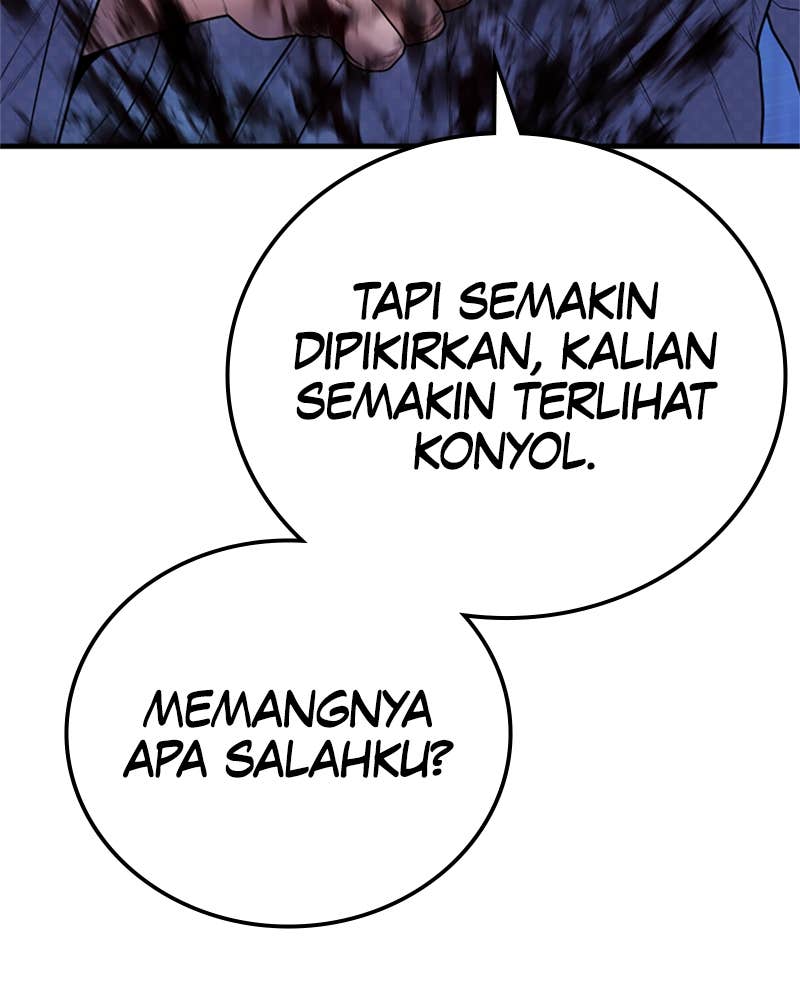 TAPI SEMAKIN
DIPIKIRKAN, KALIAN
SEMAKIN TERLIHAT
KONYOL.
MEMANGNYA
APA SALAHKU?